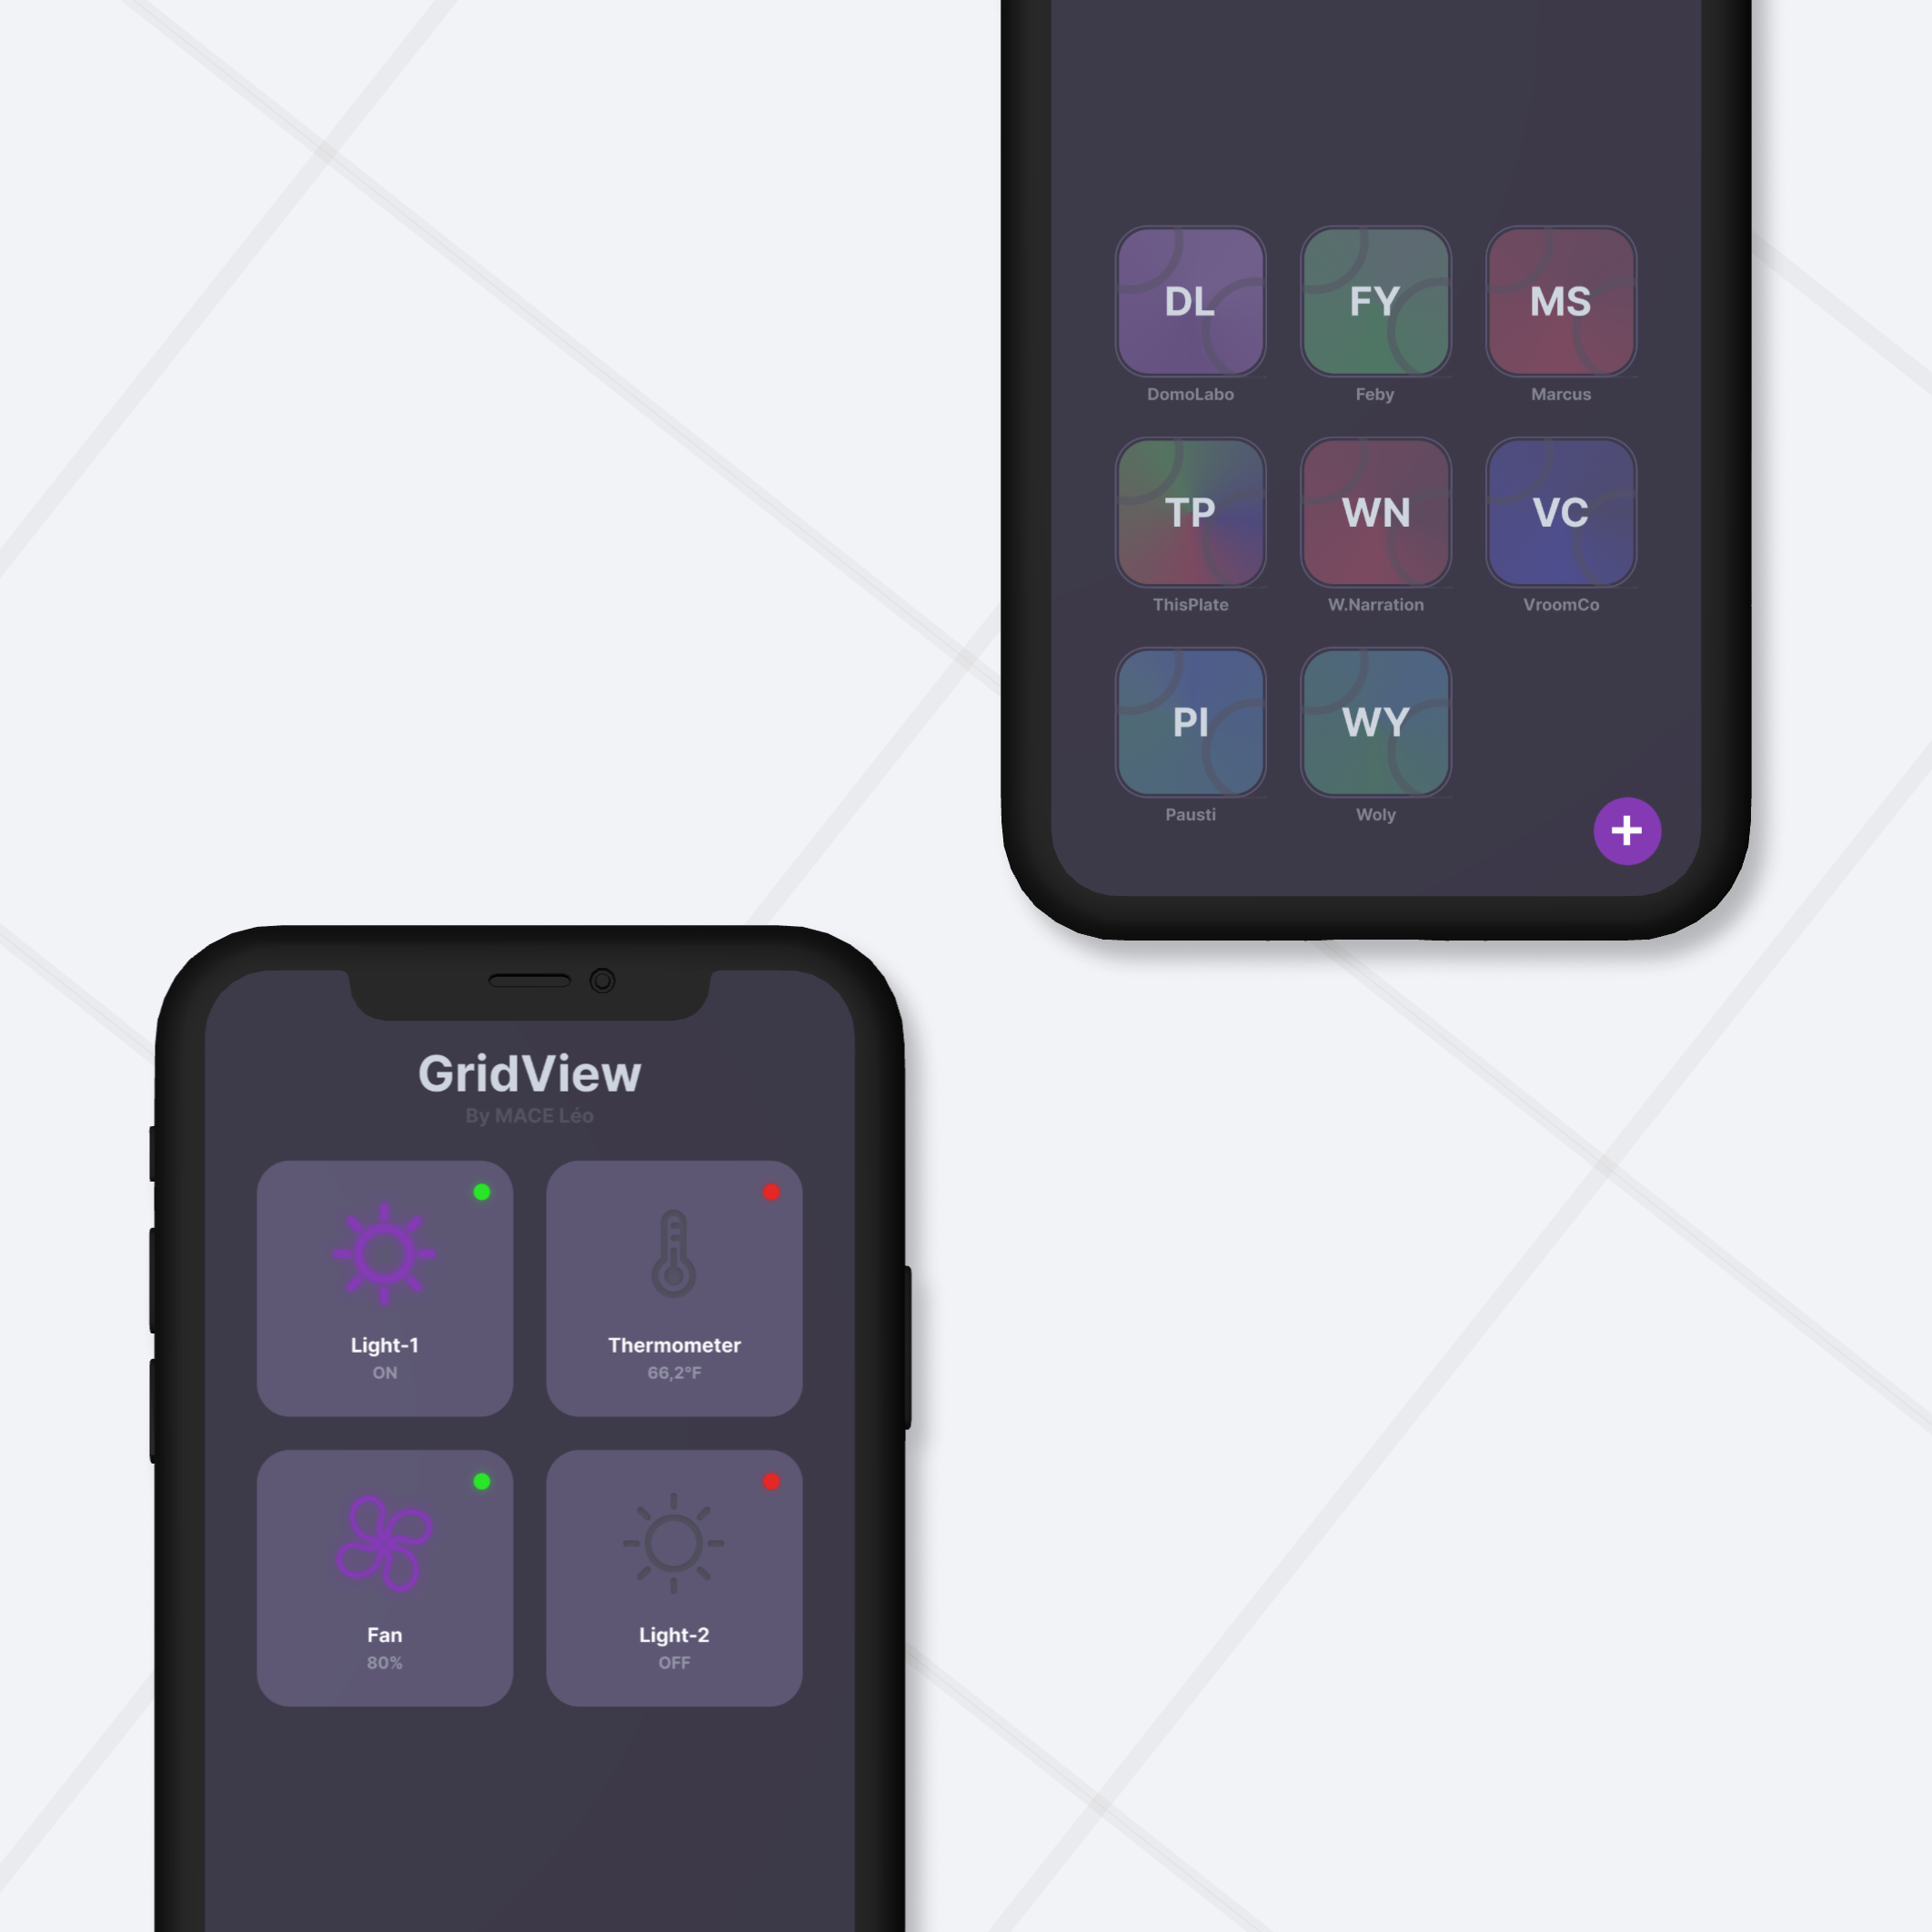 DL
FY
MS
DomoLabo
Feby
Marcus
TP
WN
VC
ThisPlate
W.Narration
VroomCo
PI
WY
Pausti
Woly
+
GridView
By MACE Léo
Light-1
ON
Thermometer
66,2°F
Fan
80%
Light-2
OFF